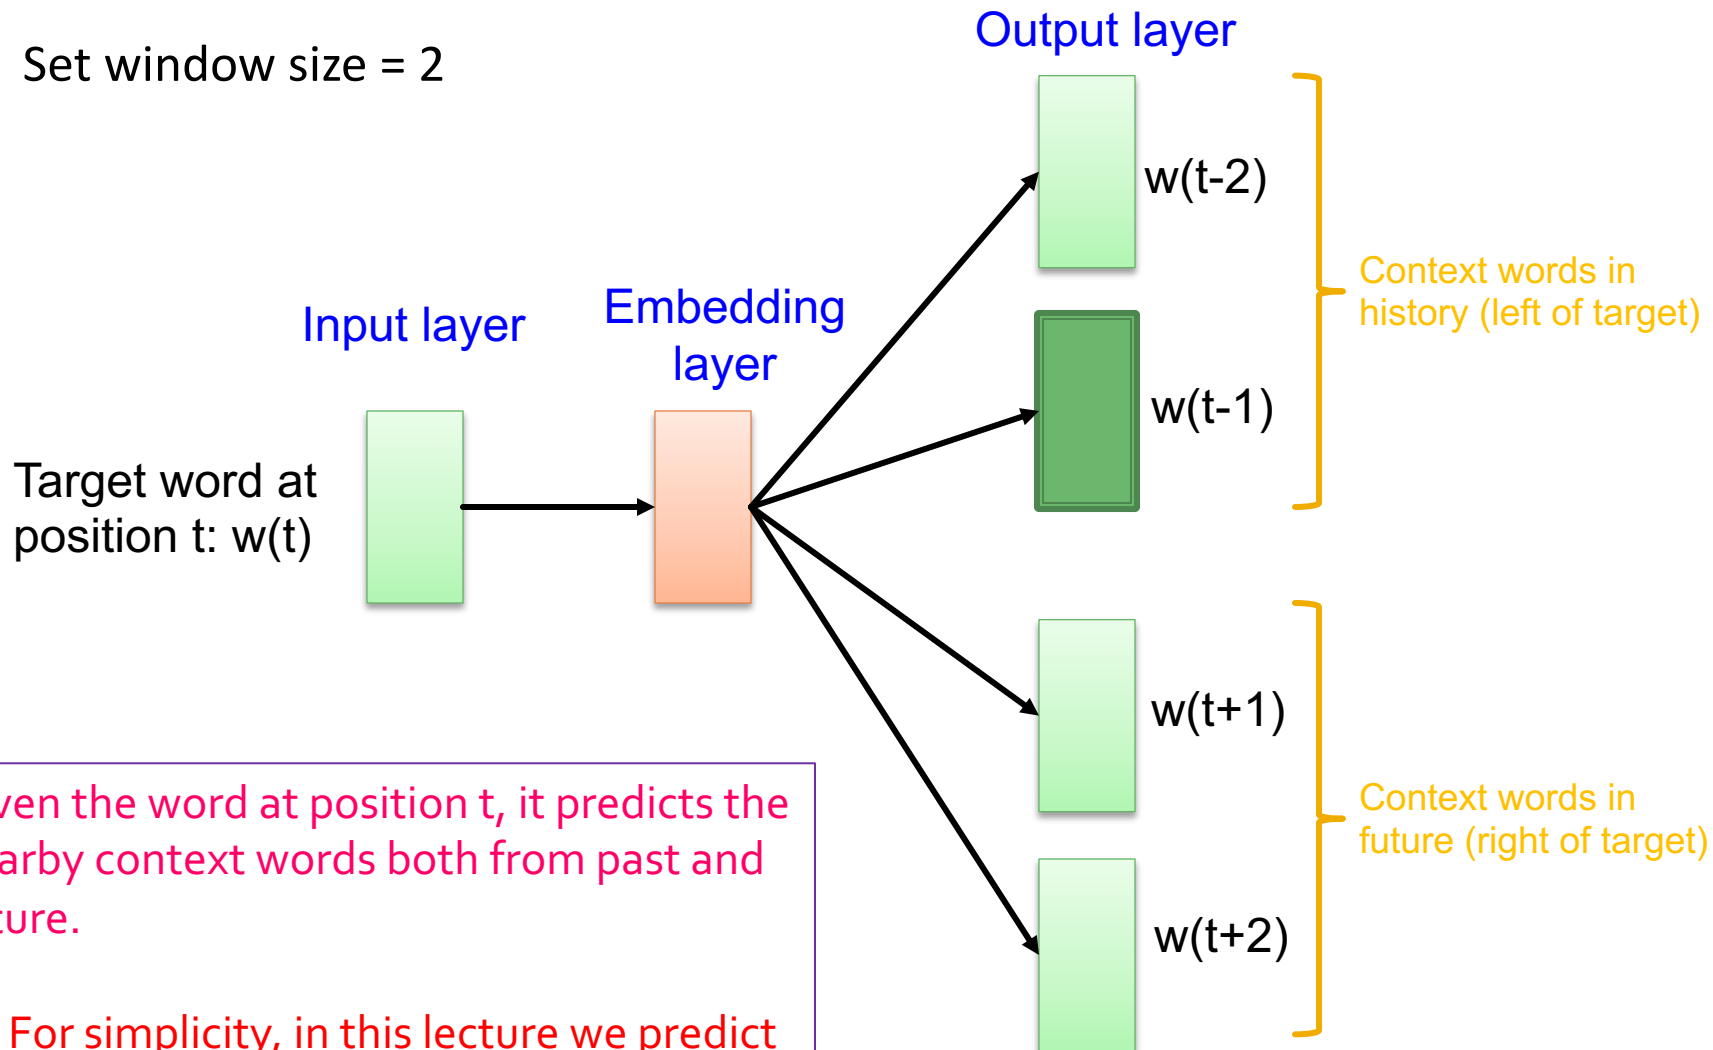 Set window size = 2
Output layer
w(t-2)
Context words in
history (left of target)
Input layer
Embedding
layer
w(t-1)
Target word at
position t: w(t)
w(t+1)
Context words in
future (right of target)
w(t+2)
ven the word at position t, it predicts the
arby context words both from past and
ture.
For simplicity, in this lecture we predict